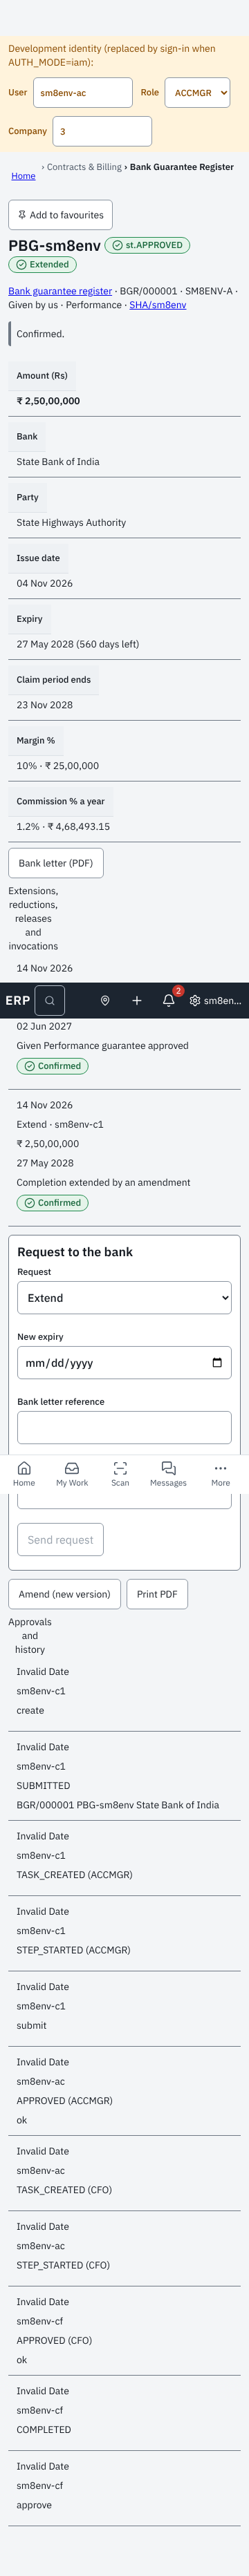 Development identity (replaced by sign-in when
AUTH_MODE=iam):
User sm8env-ac Role ACCMGR
Company 3
Home › Contracts & Billing › Bank Guarantee Register
Add to favourites
PBG-sm8env st.APPROVED
Extended
Bank guarantee register · BGR/000001 · SM8ENV-A ·
Given by us · Performance · SHA/sm8env
Confirmed.
Amount (Rs)
₹ 2,50,00,000
Bank
State Bank of India
Party
State Highways Authority
Issue date
04 Nov 2026
Expiry
27 May 2028 (560 days left)
Claim period ends
23 Nov 2028
Margin %
10% · ₹ 25,00,000
Commission % a year
1.2% · ₹ 4,68,493.15
Bank letter (PDF)
Extensions,
reductions,
releases
and
invocations
14 Nov 2026
ERP 2 sm8en...
02 Jun 2027
Given Performance guarantee approved
Confirmed
14 Nov 2026
Extend · sm8env-c1
₹ 2,50,00,000
27 May 2028
Completion extended by an amendment
Confirmed
Request to the bank
Request
Extend
New expiry
mm/dd/yyyy
Bank letter reference
Home My Work Scan Messages More
Send request
Amend (new version) Print PDF
Approvals
and
history
Invalid Date
sm8env-c1
create
Invalid Date
sm8env-c1
SUBMITTED
BGR/000001 PBG-sm8env State Bank of India
Invalid Date
sm8env-c1
TASK_CREATED (ACCMGR)
Invalid Date
sm8env-c1
STEP_STARTED (ACCMGR)
Invalid Date
sm8env-c1
submit
Invalid Date
sm8env-ac
APPROVED (ACCMGR)
ok
Invalid Date
sm8env-ac
TASK_CREATED (CFO)
Invalid Date
sm8env-ac
STEP_STARTED (CFO)
Invalid Date
sm8env-cf
APPROVED (CFO)
ok
Invalid Date
sm8env-cf
COMPLETED
Invalid Date
sm8env-cf
approve